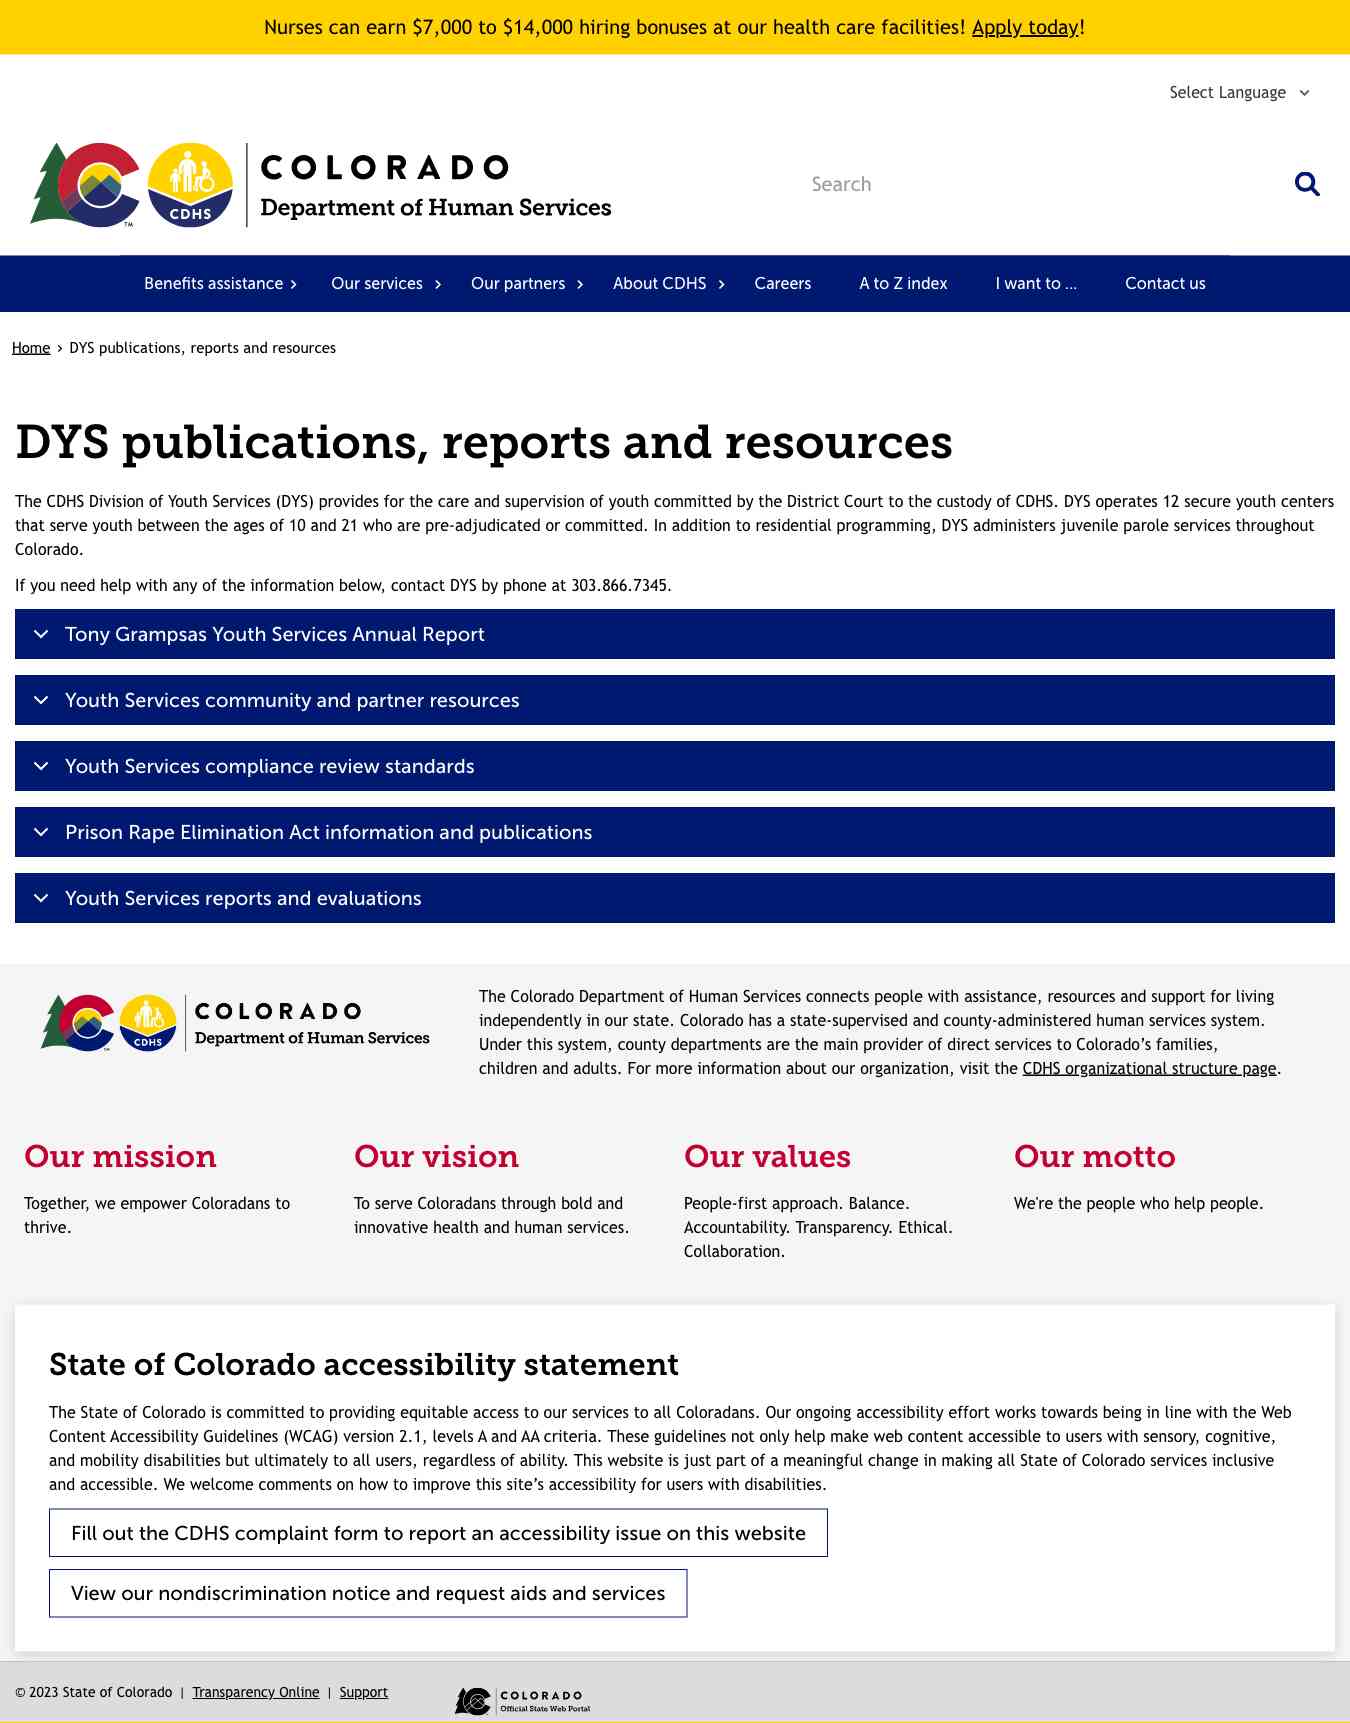 Nurses can earn $7,000 to $14,000 hiring bonuses at our health care facilities! Apply today!
Select Language
CDHS
TM
COLORADO
Department of Human Services
Search
Benefits assistance › Our services › Our partners › About CDHS › Careers A to Z index I want to ... Contact us
Home › DYS publications, reports and resources
DYS publications, reports and resources
The CDHS Division of Youth Services (DYS) provides for the care and supervision of youth committed by the District Court to the custody of CDHS. DYS operates 12 secure youth centers
that serve youth between the ages of 10 and 21 who are pre-adjudicated or committed. In addition to residential programming, DYS administers juvenile parole services throughout
Colorado.
If you need help with any of the information below, contact DYS by phone at 303.866.7345.
Tony Grampsas Youth Services Annual Report
Youth Services community and partner resources
Youth Services compliance review standards
Prison Rape Elimination Act information and publications
Youth Services reports and evaluations
CDHS
TM
COLORADO
Department of Human Services
The Colorado Department of Human Services connects people with assistance, resources and support for living
independently in our state. Colorado has a state-supervised and county-administered human services system.
Under this system, county departments are the main provider of direct services to Colorado’s families,
children and adults. For more information about our organization, visit the CDHS organizational structure page.
Our mission
Together, we empower Coloradans to
thrive.
Our vision
To serve Coloradans through bold and
innovative health and human services.
Our values
People-first approach. Balance.
Accountability. Transparency. Ethical.
Collaboration.
Our motto
We're the people who help people.
State of Colorado accessibility statement
The State of Colorado is committed to providing equitable access to our services to all Coloradans. Our ongoing accessibility effort works towards being in line with the Web
Content Accessibility Guidelines (WCAG) version 2.1, levels A and AA criteria. These guidelines not only help make web content accessible to users with sensory, cognitive,
and mobility disabilities but ultimately to all users, regardless of ability. This website is just part of a meaningful change in making all State of Colorado services inclusive
and accessible. We welcome comments on how to improve this site’s accessibility for users with disabilities.
Fill out the CDHS complaint form to report an accessibility issue on this website
View our nondiscrimination notice and request aids and services
© 2023 State of Colorado | Transparency Online | Support
COLORADO
Official State Web Portal